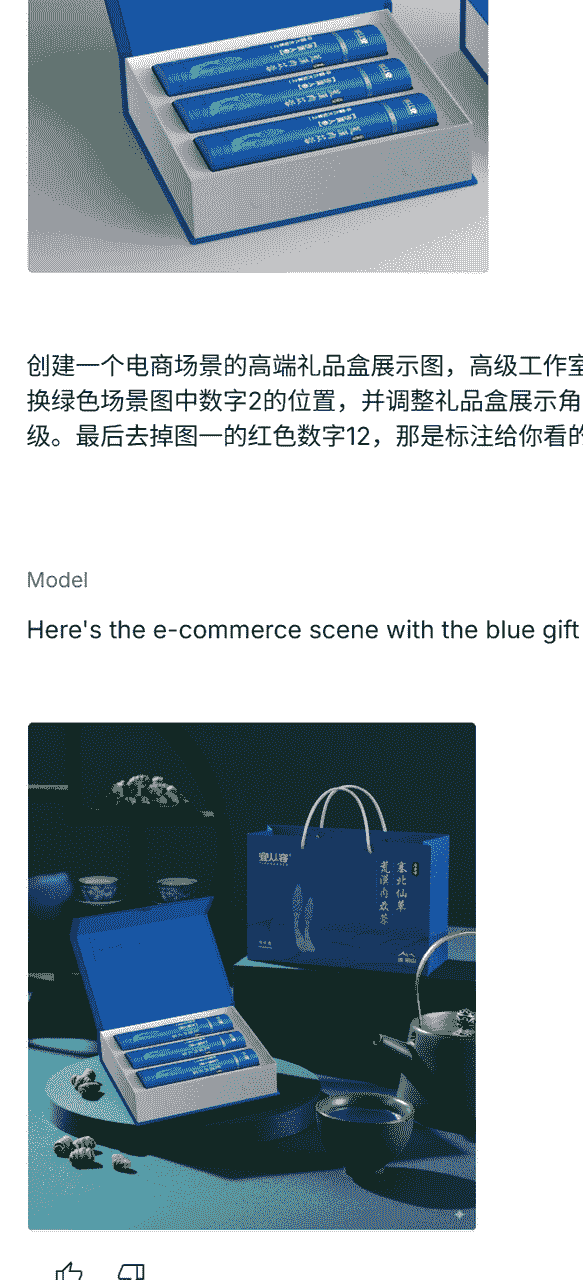 创建一个电商场景的高端礼品盒展示图，高级工作室
换绿色场景图中数字2的位置，并调整礼品盒展示角
级。最后去掉图一的红色数字12，那是标注给你看的
Model
Here's the e-commerce scene with the blue gift
塞北仙草
荒漠肉苁蓉